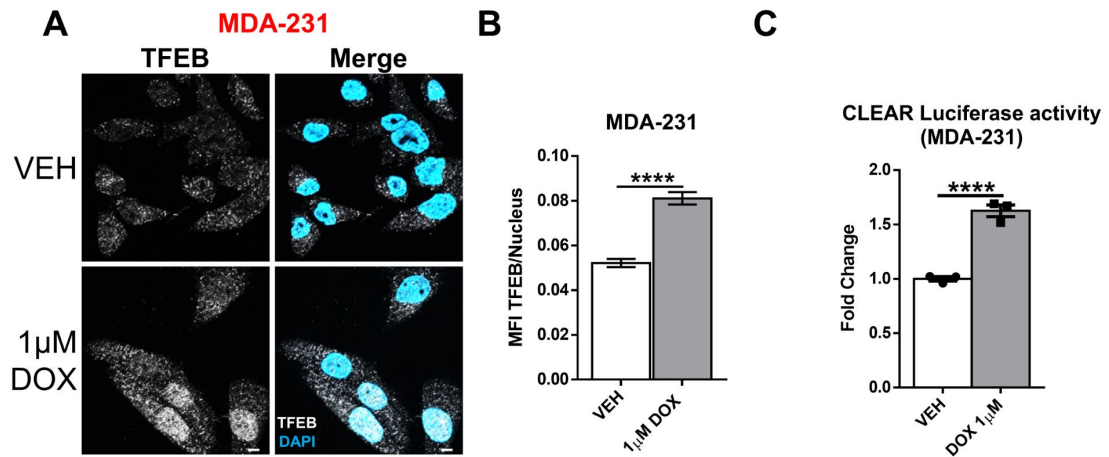 A
MDA-231
TFEB
Merge
VEH
1µM
DOX
TFEB
DAPI
B
MDA-231
****
MFI TFEB/Nucleus
0.10
0.08
0.06
0.04
0.02
0.00
VEH
1µM DOX
C
CLEAR Luciferase activity
(MDA-231)
****
Fold Change
2.0
1.5
1.0
0.5
0.0
VEH
DOX 1µM